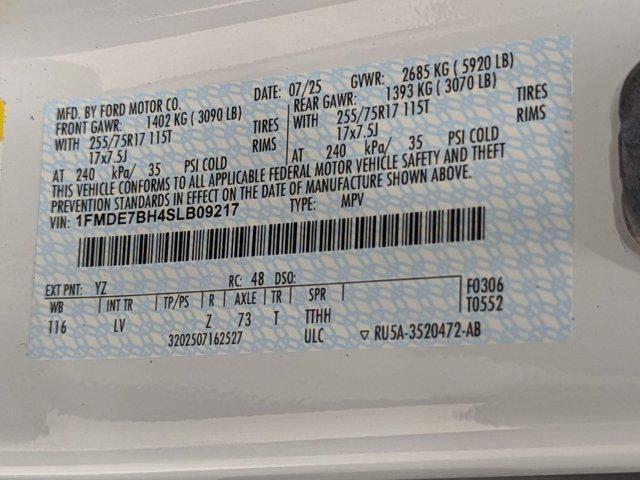 MFD. BY FORD MOTOR CO. DATE: 07/25 GVWR: 2685 KG ( 5920 LB)
FRONT GAWR: 1402 KG ( 3090 LB) REAR GAWR: 1393 KG ( 3070 LB)
WITH 255/75R17 115T TIRES WITH 255/75R17 115T TIRES
17x7.5J RIMS 17x7.5J RIMS
AT 240 kPa/ 35 PSI COLD AT 240 kPa/ 35 PSI COLD
THIS VEHICLE CONFORMS TO ALL APPLICABLE FEDERAL MOTOR VEHICLE SAFETY AND THEFT
PREVENTION STANDARDS IN EFFECT ON THE DATE OF MANUFACTURE SHOWN ABOVE.
VIN: 1FMDE7BH4SLB09217 TYPE: MPV
EXT PNT: YZ RC: 48 DSO: F0306
WB INT TR TP/PS R AXLE TR SPR T0552
116 LV Z 73 T TTHH
3202507162527 ULC ▽ RU5A-3520472-AB